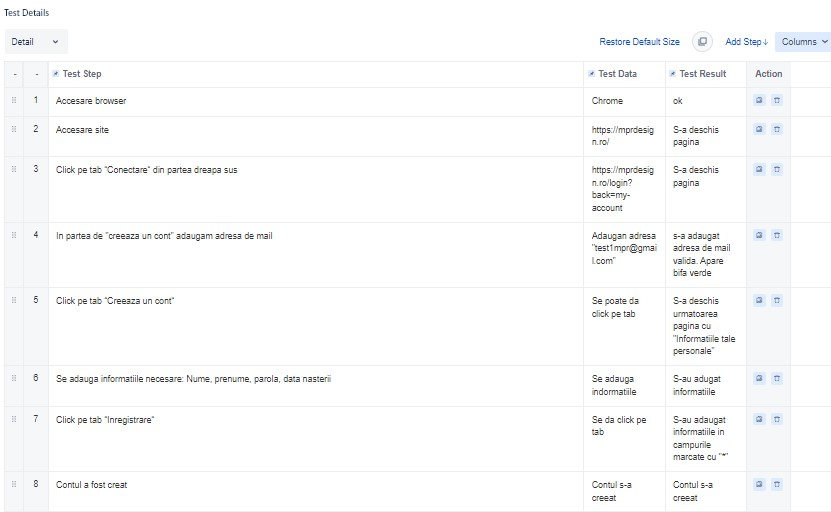 Test Details
Detail
Restore Default Size
Add Step↓
Columns
-
-
Test Step
Test Data
Test Result
Action
1
Accesare browser
Chrome
ok
2
Accesare site
https://mprdesig
n.ro/
S-a deschis
pagina
3
Click pe tab "Conectare" din partea dreapa sus
https://mprdesig
n.ro/login?
back=my-
account
S-a deschis
pagina
4
In partea de "creeaza un cont" adaugam adresa de mail
Adaugan adresa
"test1mpr@gmai
l.com"
s-a adaugat
adresa de mail
valida. Apare
bifa verde
5
Click pe tab "Creeaza un cont"
Se poate da
click pe tab
S-a deschis
urmatoarea
pagina cu
"Informatiile tale
personale"
6
Se adauga informatiile necesare: Nume, prenume, parola, data nasterii
Se adauga
indormatiile
S-au adugat
informatiile
7
Click pe tab "Inregistrare"
Se da click pe
tab
S-au adaugat
informatiile in
campurile
marcate cu "*"
8
Contul a fost creat
Contul s-a
creeat
Contul s-a
creeat